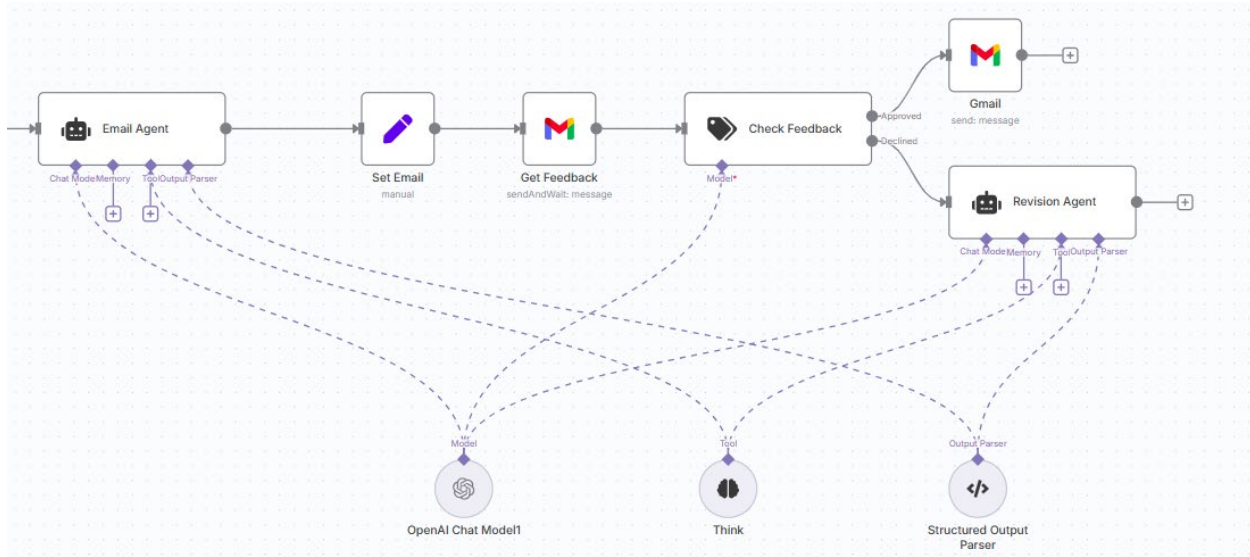 Gmail
send: message
Email Agent
Approved
Check Feedback
Declined
Chat Mode Memory Tool Output Parser
Set Email
manual
Get Feedback
sendAndWait: message
Model*
Revision Agent
Chat Mode Memory Tool Output Parser
Model
Tool
Output Parser
OpenAI Chat Model1
Think
Structured Output
Parser